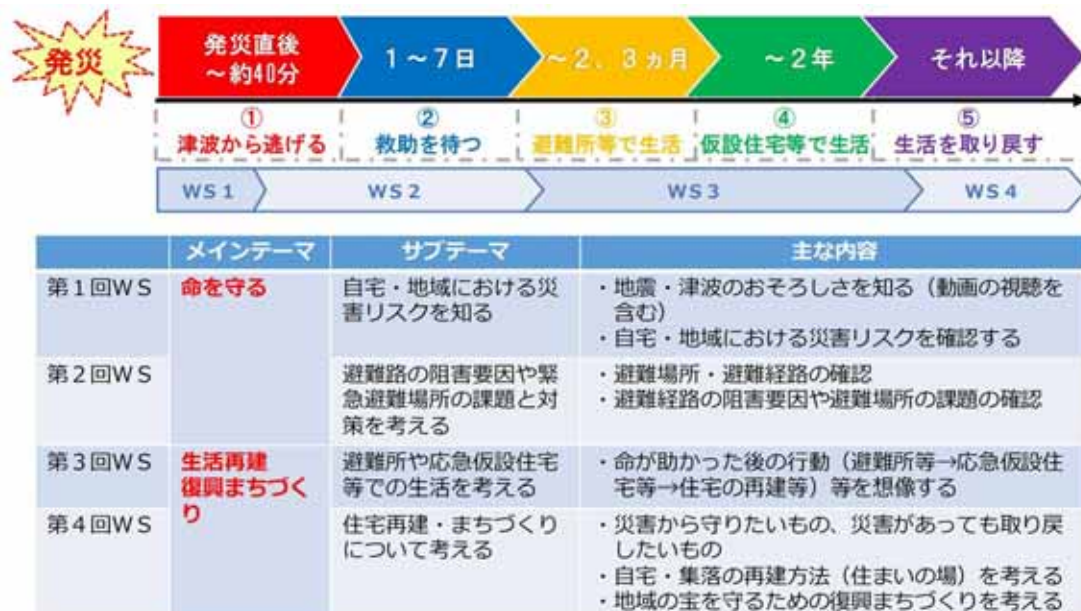 発災
発災直後
～約40分
1～7日
～2．3ヵ月
～2年
それ以降
①
津波から逃げる
②
救助を待つ
③
避難所等で生活
④
仮設住宅等で生活
⑤
生活を取り戻す
WS1
WS2
WS3
WS4
メインテーマ
サブテーマ
主な内容
第1回WS
命を守る
自宅・地域における災
害リスクを知る
・地震・津波のおそろしさを知る（動画の視聴を
含む）
・自宅・地域における災害リスクを確認する
第2回WS
避難路の阻害要因や緊
急避難場所の課題と対
策を考える
・避難場所・避難経路の確認
・避難経路の阻害要因や避難場所の課題の確認
第3回WS
生活再建
復興まちづく
り
避難所や応急仮設住宅
等での生活を考える
・命が助かった後の行動（避難所等→応急仮設住
宅等→住宅の再建等）等を想像する
第4回WS
住宅再建・まちづくり
について考える
・災害から守りたいもの、災害があっても取り戻
したいもの
・自宅・集落の再建方法（住まいの場）を考える
・地域の宝を守るための復興まちづくりを考える